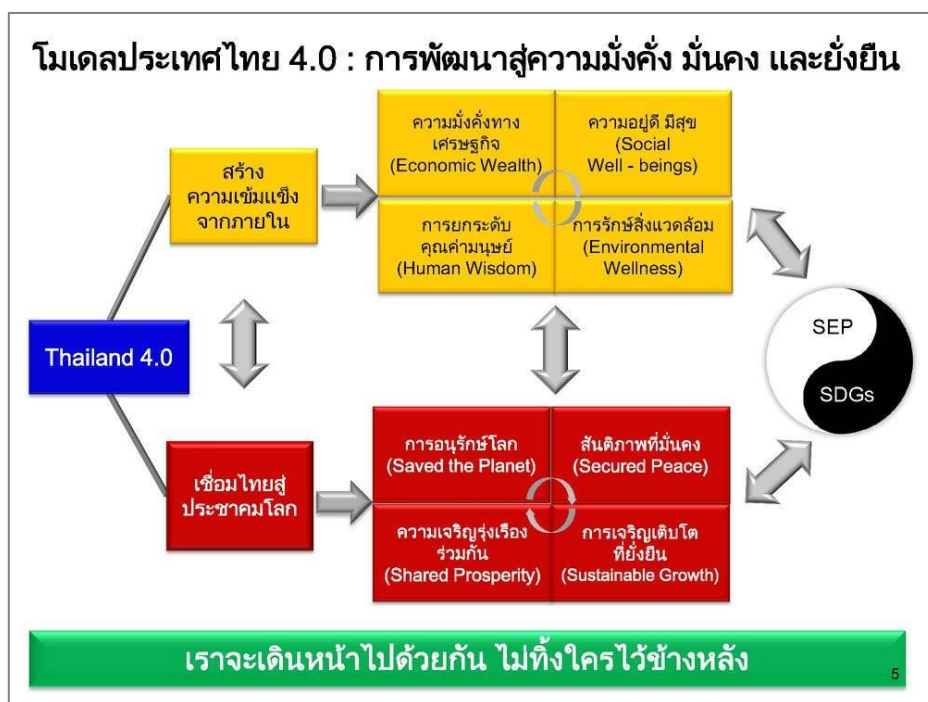 โมเดลประเทศไทย 4.0 : การพัฒนาสู่ความมั่งคั่ง มั่นคง และยั่งยืน
ความมั่งคั่งทาง
เศรษฐกิจ
(Economic Wealth)
ความอยู่ดี มีสุข
(Social
Well - beings)
สร้าง
ความเข้มแข็ง
จากภายใน
การยกระดับ
คุณค่ามนุษย์
(Human Wisdom)
การรักษ์สิ่งแวดล้อม
(Environmental
Wellness)
Thailand 4.0
SEP
SDGs
เชื่อมไทยสู่
ประชาคมโลก
การอนุรักษ์โลก
(Saved the Planet)
สันติภาพที่มั่นคง
(Secured Peace)
ความเจริญรุ่งเรือง
ร่วมกัน
(Shared Prosperity)
การเจริญเติบโต
ที่ยั่งยืน
(Sustainable Growth)
เราจะเดินหน้าไปด้วยกัน ไม่ทิ้งใครไว้ข้างหลัง
5